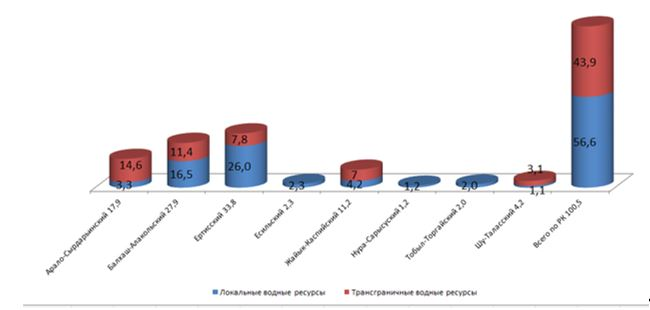 43,9
7,8
11,4
14,6
56,6
26,0
16,5
3,3
2,3
7
4,2
1,2
2,0
3,1
1,1
Арало-Сырдарьинский 17,9
Балхаш-Алакольский 27,9
Ертисский 33,8
Есильский 2,3
Жайык-Каспийский 11,2
Нура-Сарысуский 1,2
Тобыл-Торгайский 2,0
Шу-Таласский 4,2
Всего по РК 100,5
Локальные водные ресурсы
Трансграничные водные ресурсы